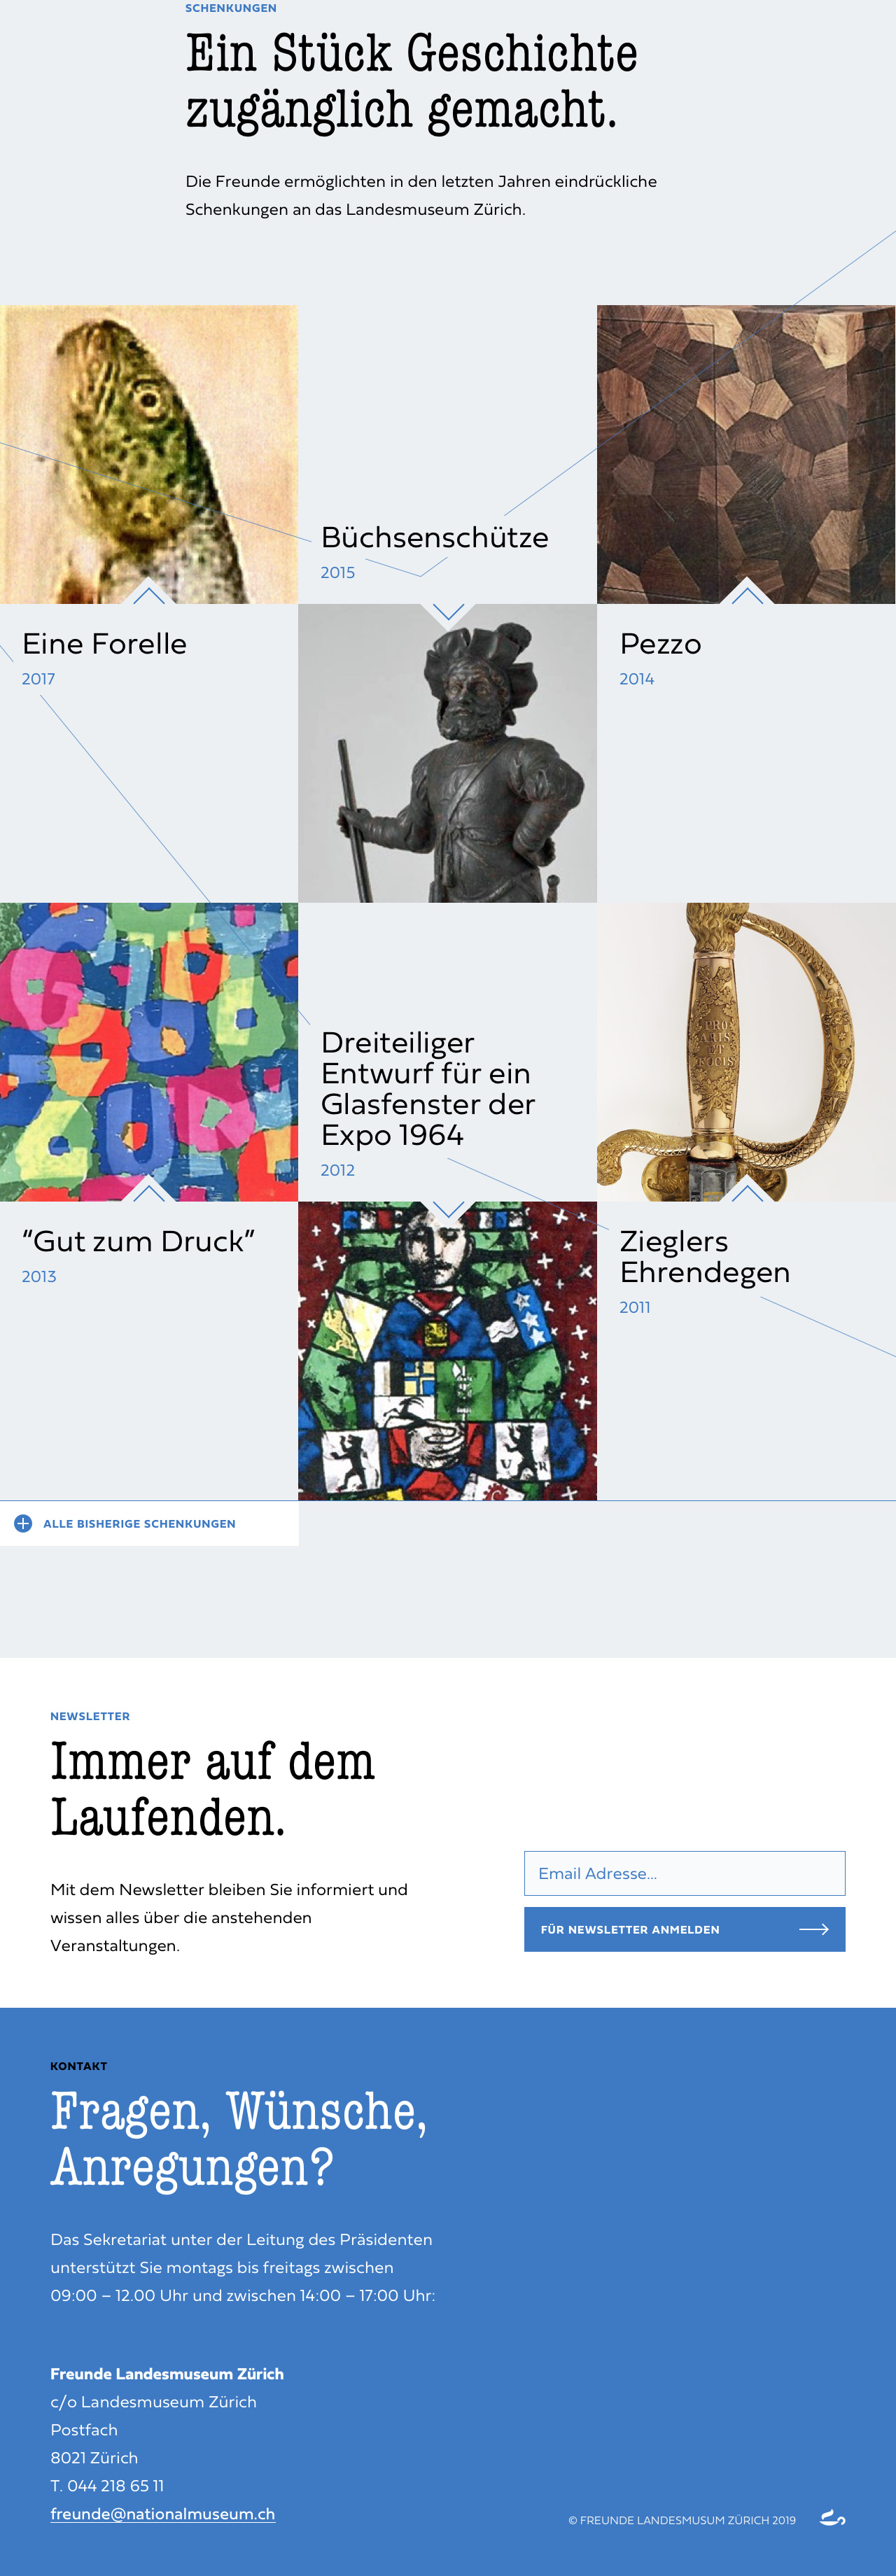 SCHENKUNGEN
Ein Stück Geschichte
zugänglich gemacht.
Die Freunde ermöglichten in den letzten Jahren eindrückliche
Schenkungen an das Landesmuseum Zürich.
Büchsenschütze
2015
Eine Forelle
2017
Pezzo
2014
PRO
ARIS
ET
FOCIS
Dreiteiliger
Entwurf für ein
Glasfenster der
Expo 1964
2012
“Gut zum Druck”
2013
Zieglers
Ehrendegen
2011
U R
ALLE BISHERIGE SCHENKUNGEN
NEWSLETTER
Immer auf dem
Laufenden.
Mit dem Newsletter bleiben Sie informiert und
wissen alles über die anstehenden
Veranstaltungen.
Email Adresse...
FÜR NEWSLETTER ANMELDEN
KONTAKT
Fragen, Wünsche,
Anregungen?
Das Sekretariat unter der Leitung des Präsidenten
unterstützt Sie montags bis freitags zwischen
09:00 – 12.00 Uhr und zwischen 14:00 – 17:00 Uhr:
Freunde Landesmuseum Zürich
c/o Landesmuseum Zürich
Postfach
8021 Zürich
T. 044 218 65 11
freunde@nationalmuseum.ch
© FREUNDE LANDESMUSUM ZÜRICH 2019